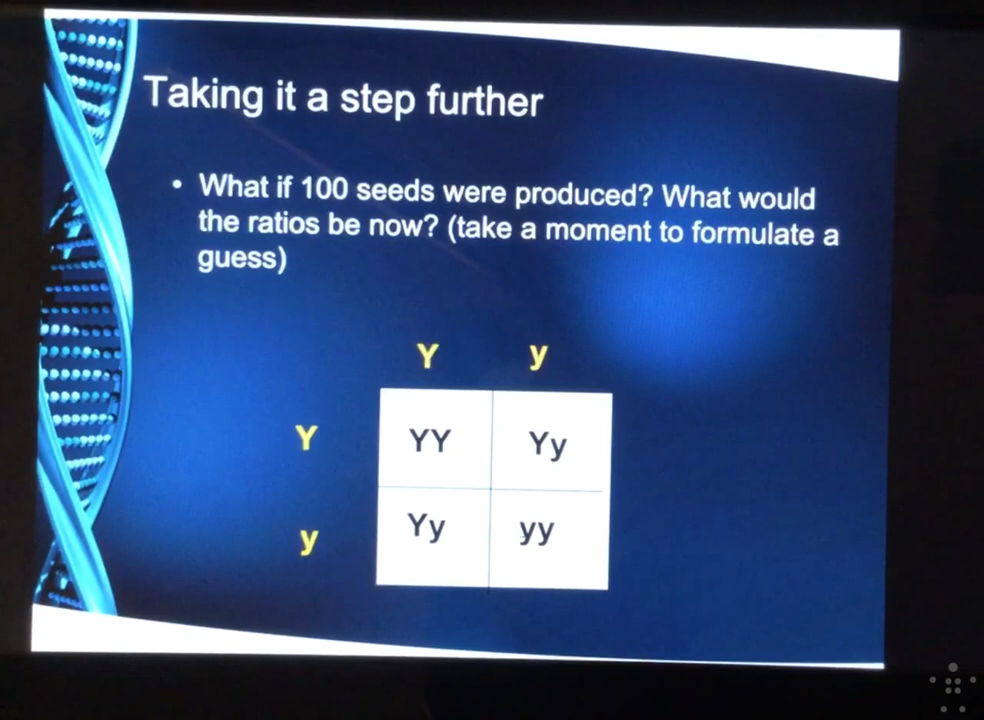 Taking it a step further
• What if 100 seeds were produced? What would
the ratios be now? (take a moment to formulate a
guess)
Y y
Y YY Yy
y Yy yy